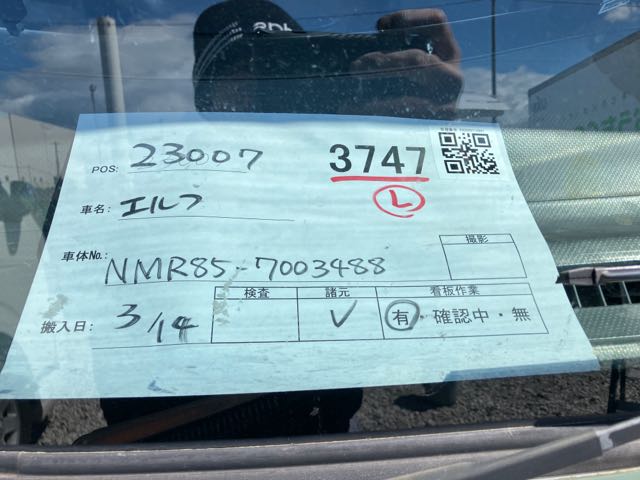 POS: 23007 3747
車名: エルフ L
車体No. NMR85-7003488 撮影
検査 諸元 看板作業
搬入日: 3/14 ✓ 有・確認中・無